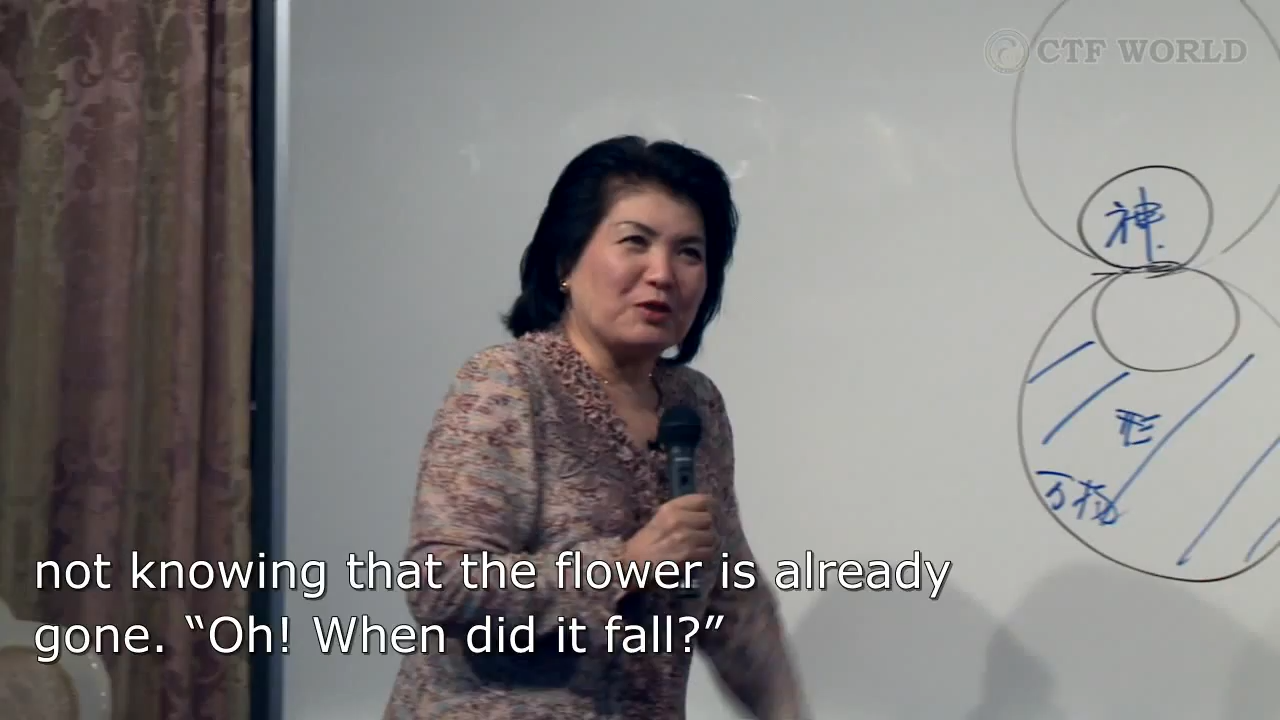 CTF WORLD
神
形
万物
not knowing that the flower is already
gone. “Oh! When did it fall?”